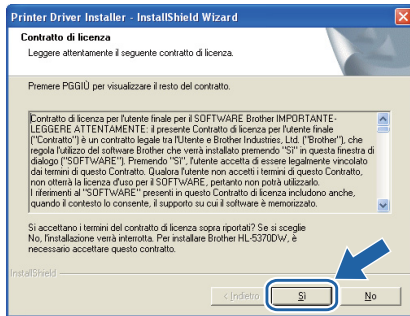 Printer Driver Installer - InstallShield Wizard
Contratto di licenza
Leggere attentamente il seguente contratto di licenza.
Premere PGGIÙ per visualizzare il resto del contratto.
Contratto di licenza per l'utente finale per il SOFTWARE Brother IMPORTANTE-
LEGGERE ATTENTAMENTE: il presente Contratto di licenza per l'utente finale
("Contratto") è un contratto legale tra l'Utente e Brother Industries, Ltd. ("Brother"), che
regola l'utilizzo del software Brother che verrà installato premendo "Sì" in questa finestra di
dialogo ("SOFTWARE"). Premendo "Sì", l'utente accetta di essere legalmente vincolato
dai termini di questo Contratto. Qualora l'utente non accetti i termini di questo Contratto,
non otterrà la licenza d'uso per il SOFTWARE, pertanto non potrà utilizzarlo.
I riferimenti al "SOFTWARE" presenti in questo Contratto di licenza includono anche,
quando il contesto lo consente, il supporto su cui il software è memorizzato.
Si accettano i termini del contratto di licenza sopra riportati? Se si sceglie
No, l'installazione verrà interrotta. Per installare Brother HL-5370DW, è
necessario accettare questo contratto.
InstallShield
< Indietro Sì No